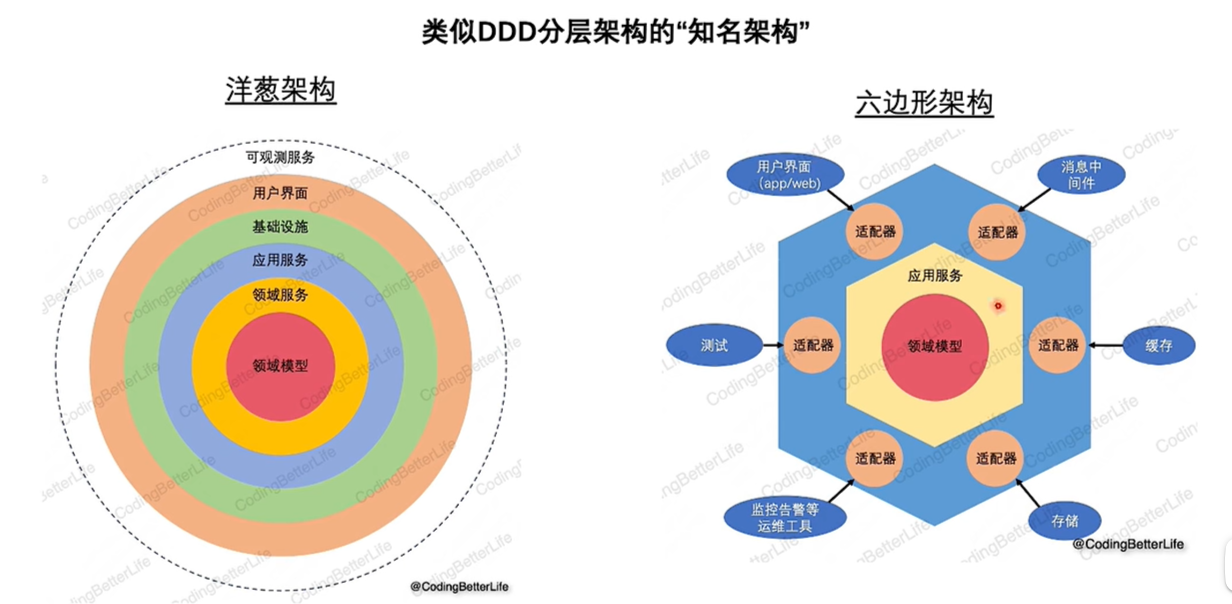 类似DDD分层架构的“知名架构”
洋葱架构
可观测服务
用户界面
基础设施
应用服务
领域服务
领域模型
@CodingBetterLife
六边形架构
用户界面
（app/web)
消息中
间件
适配器
适配器
应用服务
测试
适配器
领域模型
适配器
缓存
适配器
适配器
监控告警等
运维工具
存储
@CodingBetterLife
CodingBetterLife